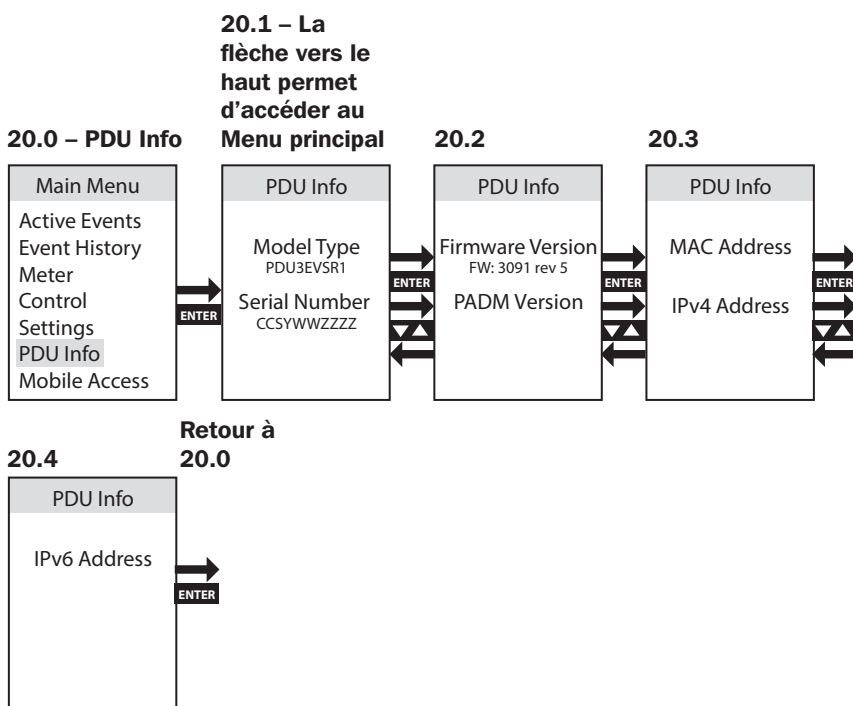 20.0 – PDU Info
Main Menu
Active Events
Event History
Meter
Control
Settings
PDU Info
Mobile Access
ENTER
20.1 – La
flèche vers le
haut permet
d'accéder au
Menu principal
PDU Info
Model Type
PDU3EVSR1
Serial Number
CCSYWWZZZZ
ENTER
20.2
PDU Info
Firmware Version
FW: 3091 rev 5
PADM Version
ENTER
20.3
PDU Info
MAC Address
IPv4 Address
ENTER
20.4
PDU Info
IPv6 Address
ENTER
Retour à
20.0